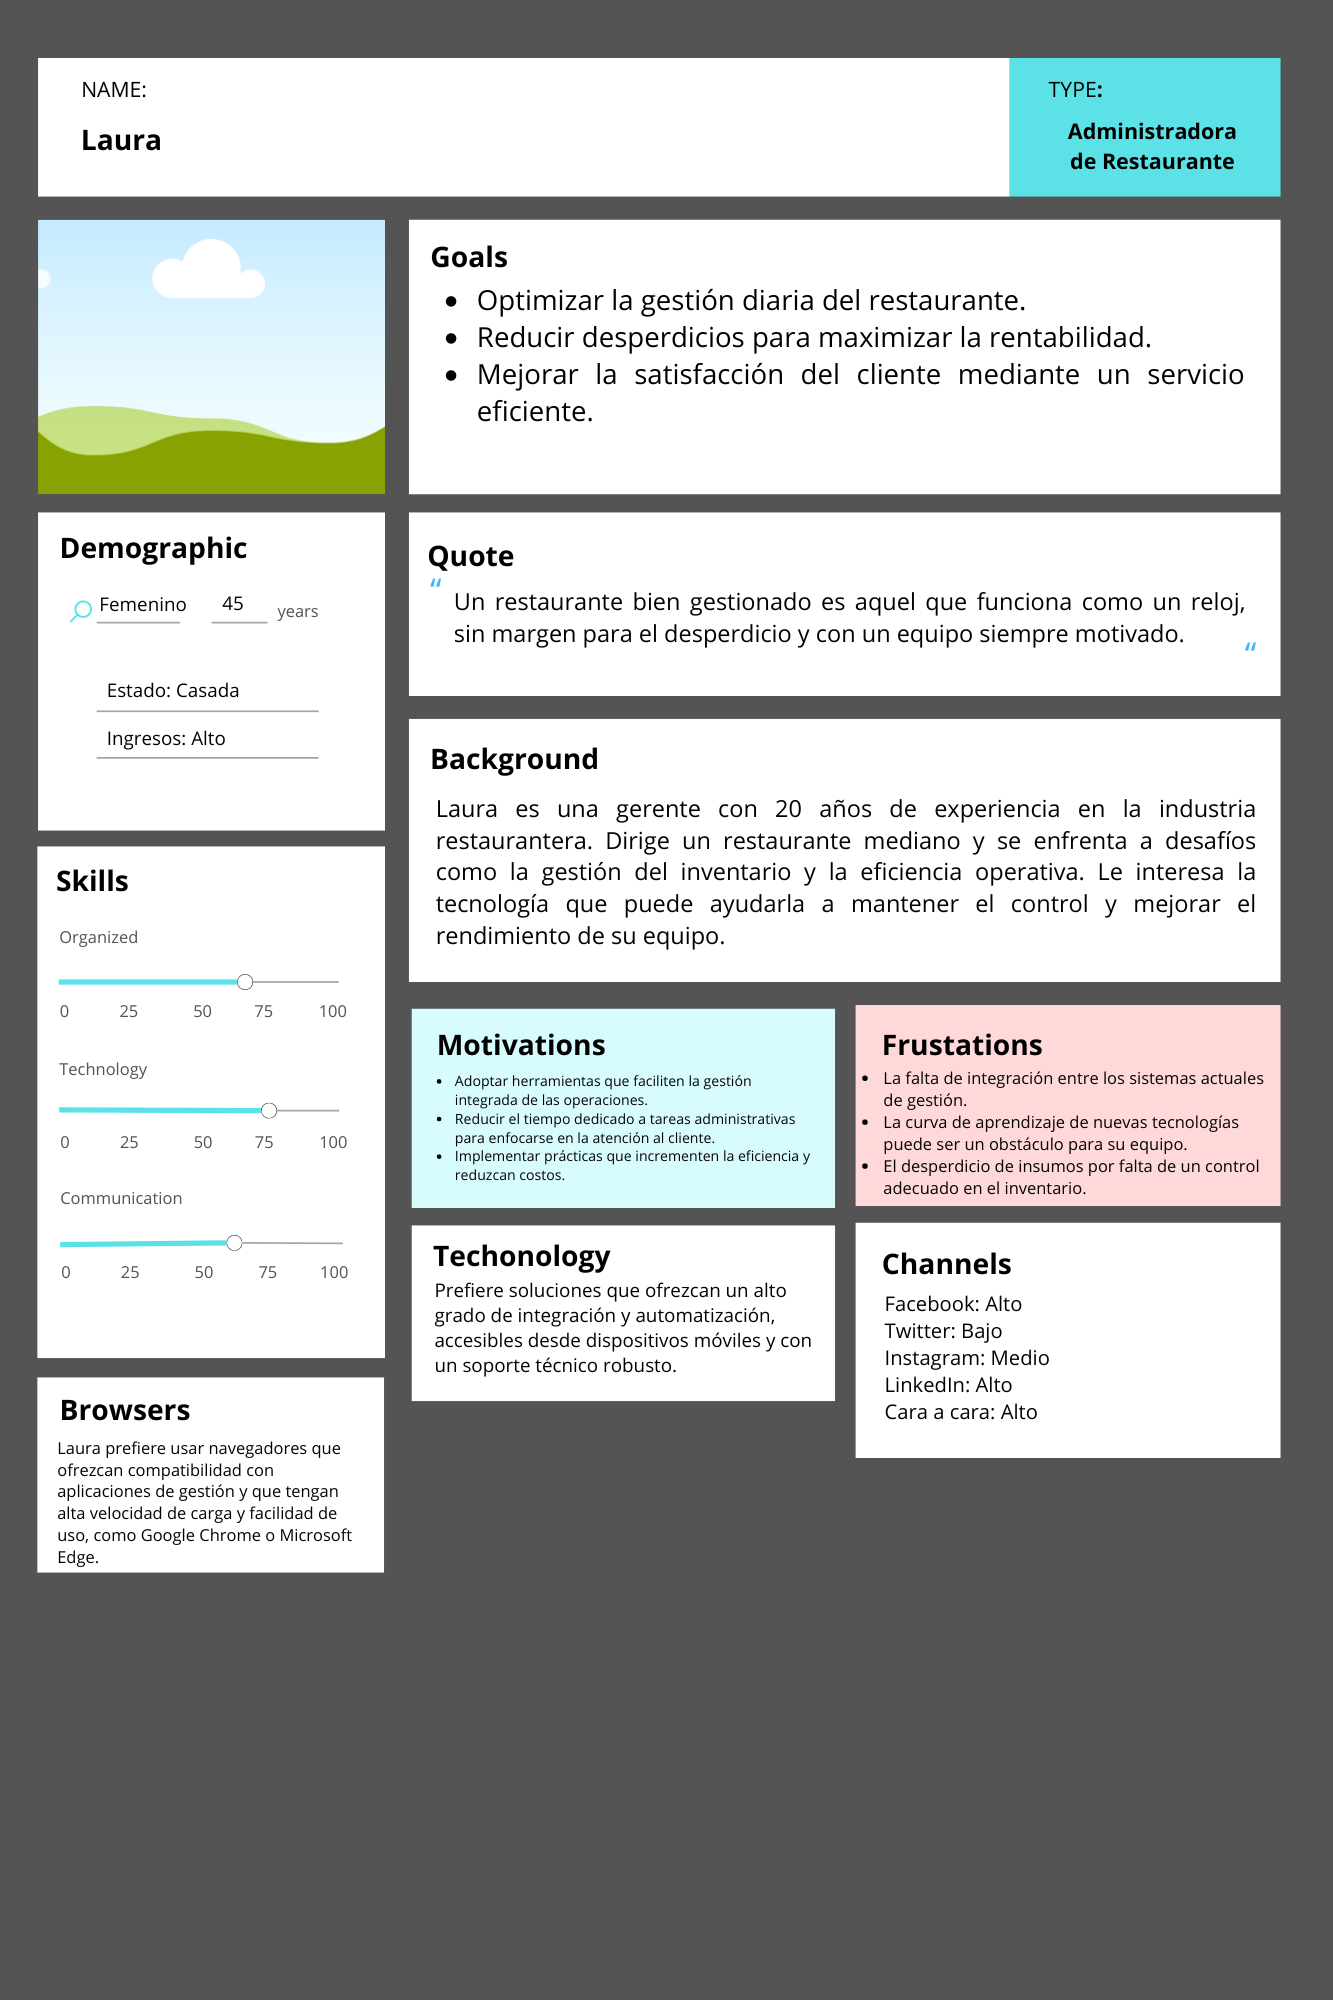 NAME:
Laura
TYPE:
Administradora
de Restaurante
Goals
• Optimizar la gestión diaria del restaurante.
• Reducir desperdicios para maximizar la rentabilidad.
• Mejorar la satisfacción del cliente mediante un servicio
eficiente.
Demographic
Femenino 45 years
Estado: Casada
Ingresos: Alto
Quote
“
Un restaurante bien gestionado es aquel que funciona como un reloj,
sin margen para el desperdicio y con un equipo siempre motivado.
“
Background
Laura es una gerente con 20 años de experiencia en la industria
restaurantera. Dirige un restaurante mediano y se enfrenta a desafíos
como la gestión del inventario y la eficiencia operativa. Le interesa la
tecnología que puede ayudarla a mantener el control y mejorar el
rendimiento de su equipo.
Skills
Organized
0 25 50 75 100
Technology
0 25 50 75 100
Communication
0 25 50 75 100
Motivations
• Adoptar herramientas que faciliten la gestión
integrada de las operaciones.
• Reducir el tiempo dedicado a tareas administrativas
para enfocarse en la atención al cliente.
• Implementar prácticas que incrementen la eficiencia y
reduzcan costos.
Frustations
• La falta de integración entre los sistemas actuales
de gestión.
• La curva de aprendizaje de nuevas tecnologías
puede ser un obstáculo para su equipo.
• El desperdicio de insumos por falta de un control
adecuado en el inventario.
Techonology
Prefiere soluciones que ofrezcan un alto
grado de integración y automatización,
accesibles desde dispositivos móviles y con
un soporte técnico robusto.
Channels
Facebook: Alto
Twitter: Bajo
Instagram: Medio
LinkedIn: Alto
Cara a cara: Alto
Browsers
Laura prefiere usar navegadores que
ofrezcan compatibilidad con
aplicaciones de gestión y que tengan
alta velocidad de carga y facilidad de
uso, como Google Chrome o Microsoft
Edge.